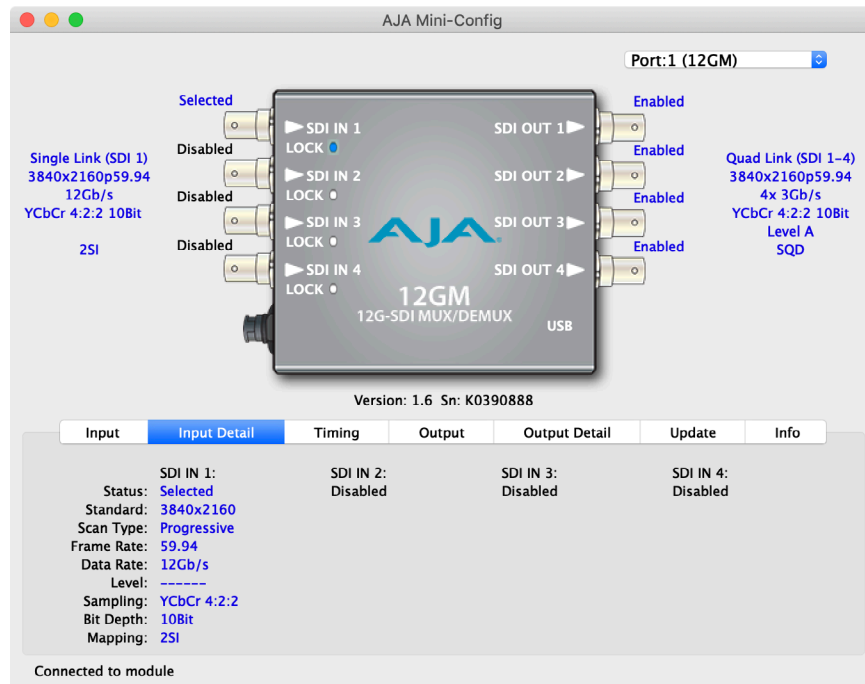 AJA Mini-Config
Port:1 (12GM)
Selected
Disabled
Disabled
Disabled
Single Link (SDI 1)
3840x2160p59.94
12Gb/s
YCbCr 4:2:2 10Bit
2SI
SDI IN 1
LOCK
SDI IN 2
LOCK
SDI IN 3
LOCK
SDI IN 4
LOCK
SDI OUT 1
SDI OUT 2
SDI OUT 3
SDI OUT 4
AJA
12GM
12G-SDI MUX/DEMUX
USB
Enabled
Enabled
Enabled
Enabled
Quad Link (SDI 1-4)
3840x2160p59.94
4x 3Gb/s
YCbCr 4:2:2 10Bit
Level A
SQD
Version: 1.6 Sn: K0390888
Input Input Detail Timing Output Output Detail Update Info
SDI IN 1: SDI IN 2: SDI IN 3: SDI IN 4:
Status: Selected Disabled Disabled Disabled
Standard: 3840x2160
Scan Type: Progressive
Frame Rate: 59.94
Data Rate: 12Gb/s
Level: ------
Sampling: YCbCr 4:2:2
Bit Depth: 10Bit
Mapping: 2SI
Connected to module